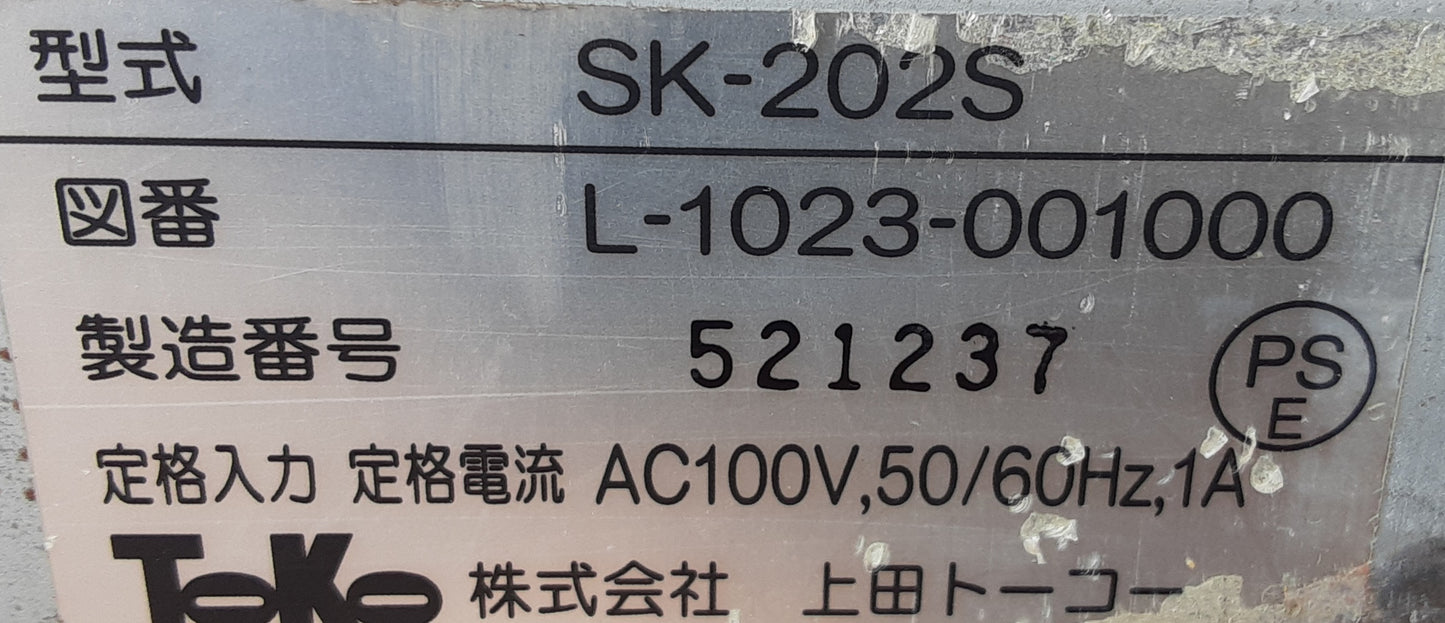 型式 SK-202S
図番 L-1023-001000
製造番号 521237
PS
E
定格入力 定格電流 AC100V,50/60Hz,1A
ToKo 株式会社 上田トーコー